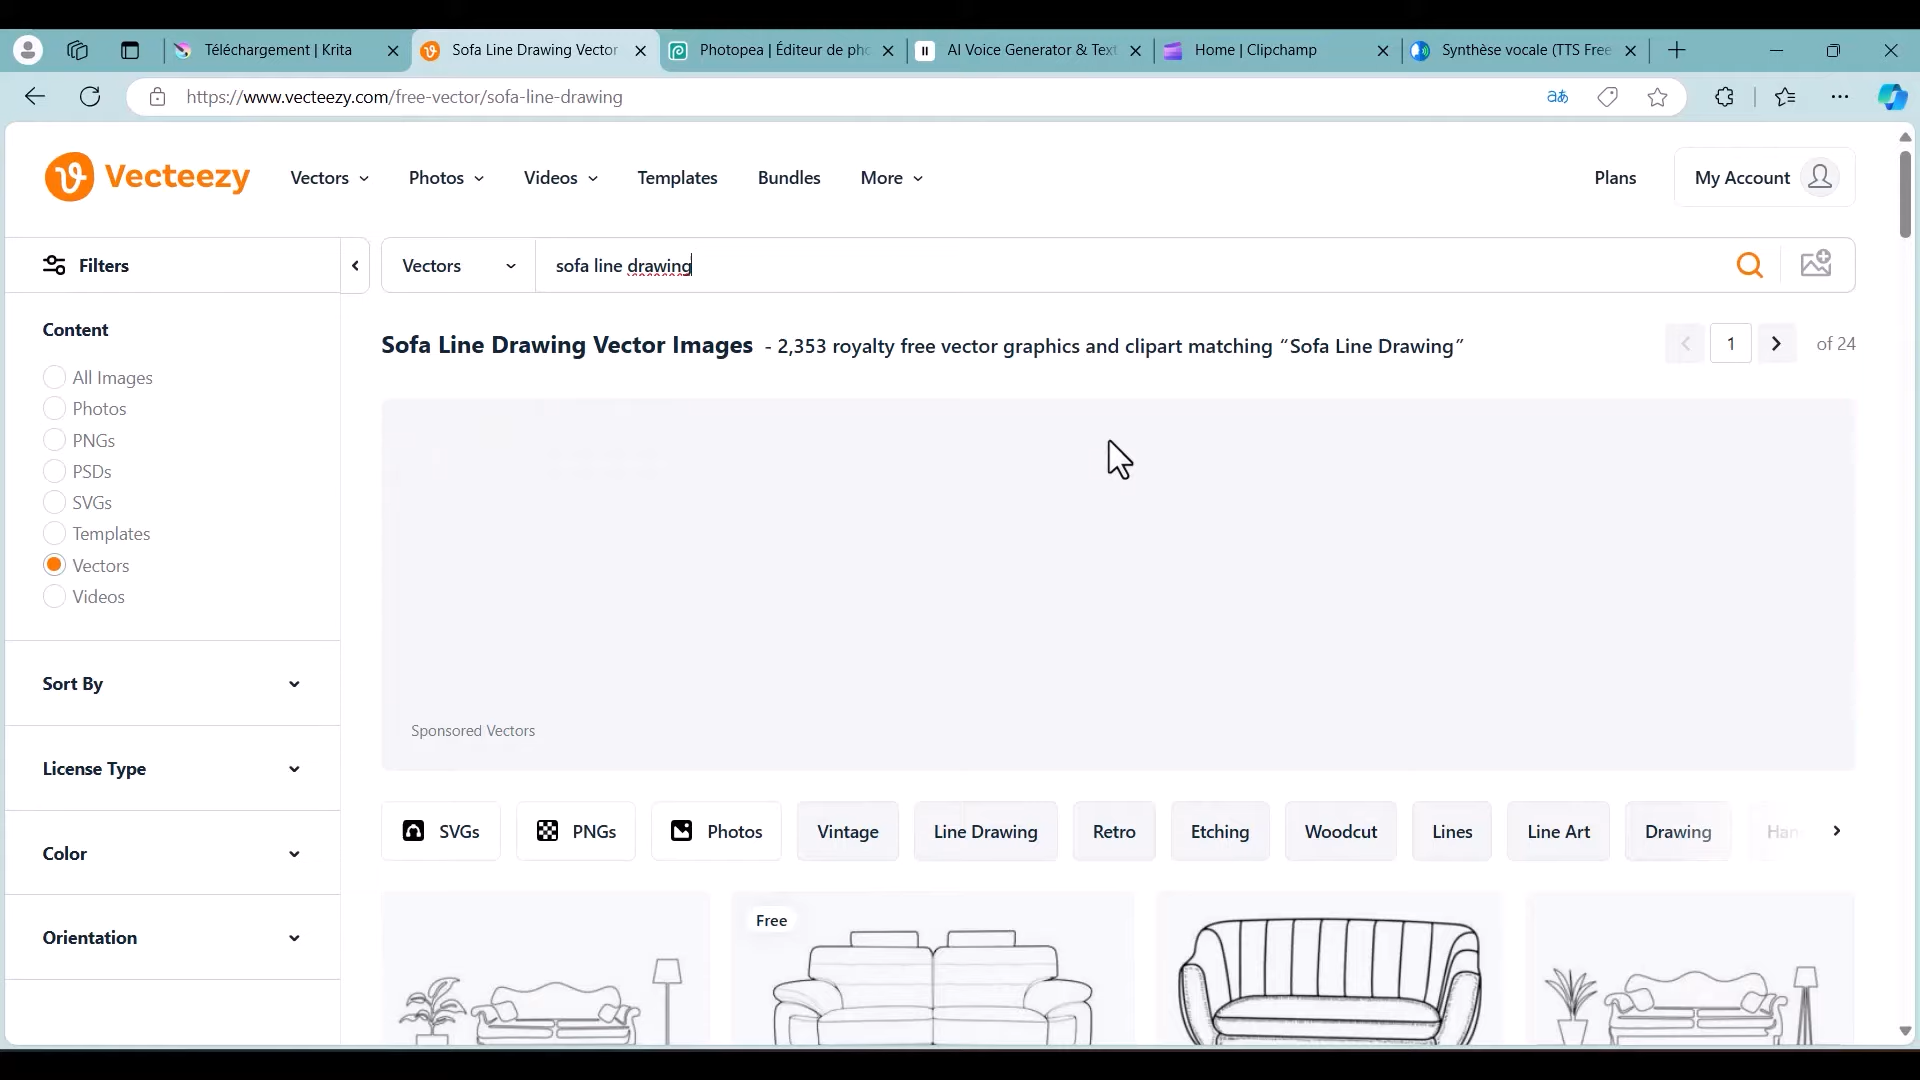 Téléchargement | Krita
Sofa Line Drawing Vector
Photopea | Éditeur de pho
AI Voice Generator & Text
Home | Clipchamp
Synthèse vocale (TTS Free
https://www.vecteezy.com/free-vector/sofa-line-drawing
Vecteezy
Vectors
Photos
Videos
Templates
Bundles
More
Plans
My Account
Filters
Vectors
sofa line drawing
Content
All Images
Photos
PNGs
PSDs
SVGs
Templates
Vectors
Videos
Sort By
License Type
Color
Orientation
Sofa Line Drawing Vector Images - 2,353 royalty free vector graphics and clipart matching “Sofa Line Drawing”
1
of 24
Sponsored Vectors
SVGs
PNGs
Photos
Vintage
Line Drawing
Retro
Etching
Woodcut
Lines
Line Art
Drawing
Han
Free